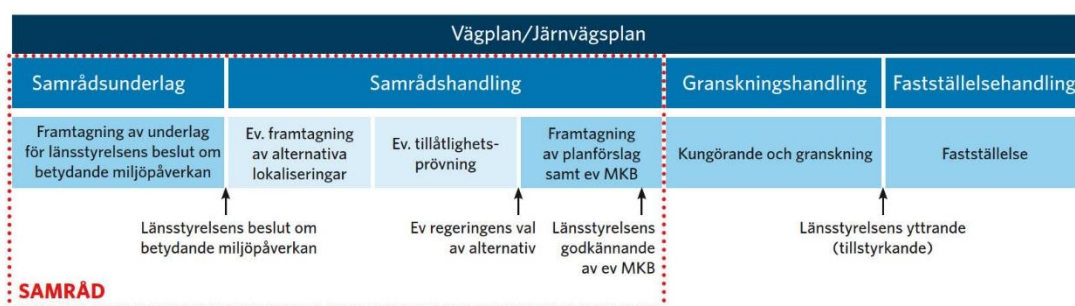 Vägplan/Järnvägsplan
Samrådsunderlag
Samrådshandling
Granskningshandling
Fastställelsehandling
Framtagning av underlag
för länsstyrelsens beslut om
betydande miljöpåverkan
Ev. framtagning
av alternativa
lokaliseringar
Ev. tillåtlighets-
prövning
Framtagning
av planförslag
samt ev MKB
Kungörande och granskning
Fastställelse
Länsstyrelsens beslut om
betydande miljöpåverkan
Ev regeringens val
av alternativ
Länsstyrelsens
godkännande
av ev MKB
Länsstyrelsens yttrande
(tillstyrkande)
SAMRÅD